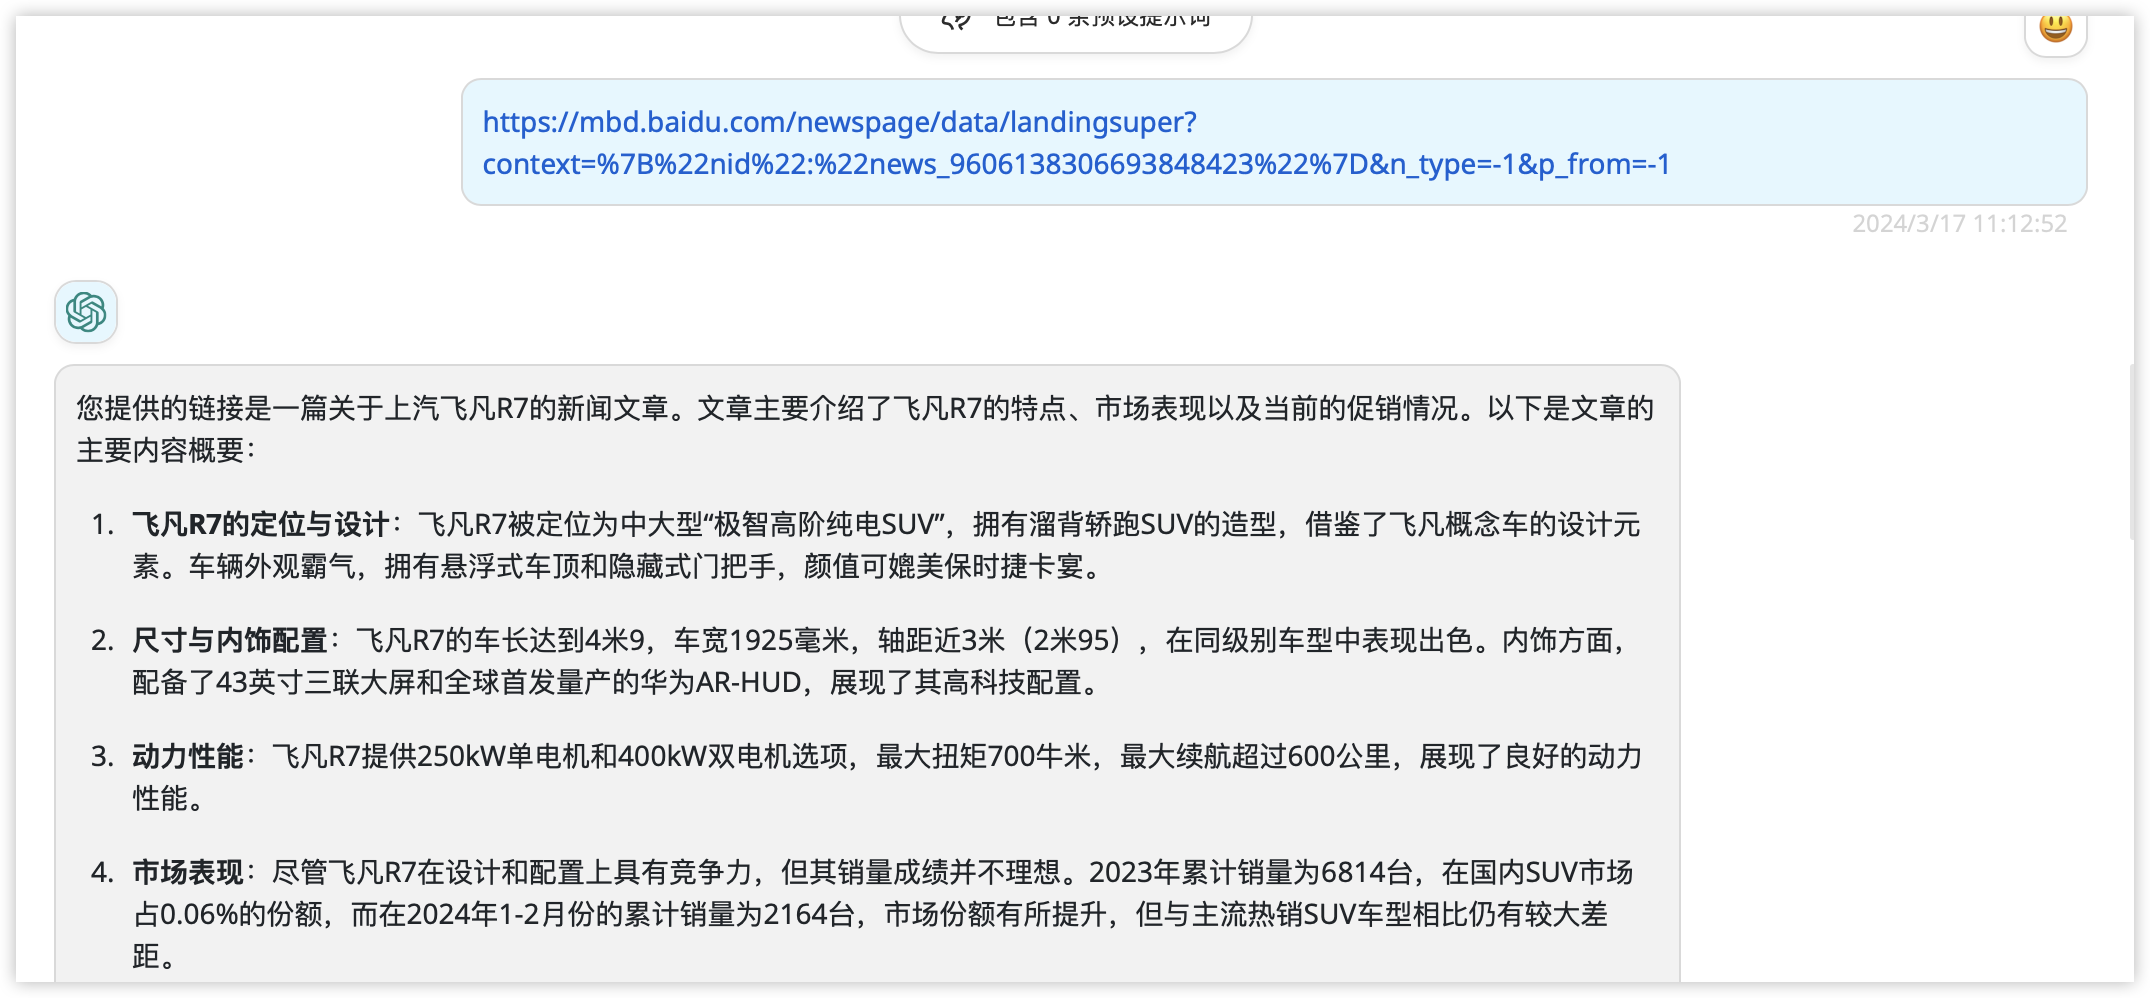 包含 6 条预设提示词
https://mbd.baidu.com/newspage/data/landingsuper?
context=%7B%22nid%22:%22news_9606138306693848423%22%7D&n_type=-1&p_from=-1
2024/3/17 11:12:52
您提供的链接是一篇关于上汽飞凡R7的新闻文章。文章主要介绍了飞凡R7的特点、市场表现以及当前的促销情况。以下是文章的
主要内容概要：
1. 飞凡R7的定位与设计：飞凡R7被定位为中大型“极智高阶纯电SUV”，拥有溜背轿跑SUV的造型，借鉴了飞凡概念车的设计元
素。车辆外观霸气，拥有悬浮式车顶和隐藏式门把手，颜值可媲美保时捷卡宴。
2. 尺寸与内饰配置：飞凡R7的车长达到4米9，车宽1925毫米，轴距近3米（2米95），在同级别车型中表现出色。内饰方面，
配备了43英寸三联大屏和全球首发量产的华为AR-HUD，展现了其高科技配置。
3. 动力性能：飞凡R7提供250kW单电机和400kW双电机选项，最大扭矩700牛米，最大续航超过600公里，展现了良好的动力
性能。
4. 市场表现：尽管飞凡R7在设计和配置上具有竞争力，但其销量成绩并不理想。2023年累计销量为6814台，在国内SUV市场
占0.06%的份额，而在2024年1-2月份的累计销量为2164台，市场份额有所提升，但与主流热销SUV车型相比仍有较大差
距。